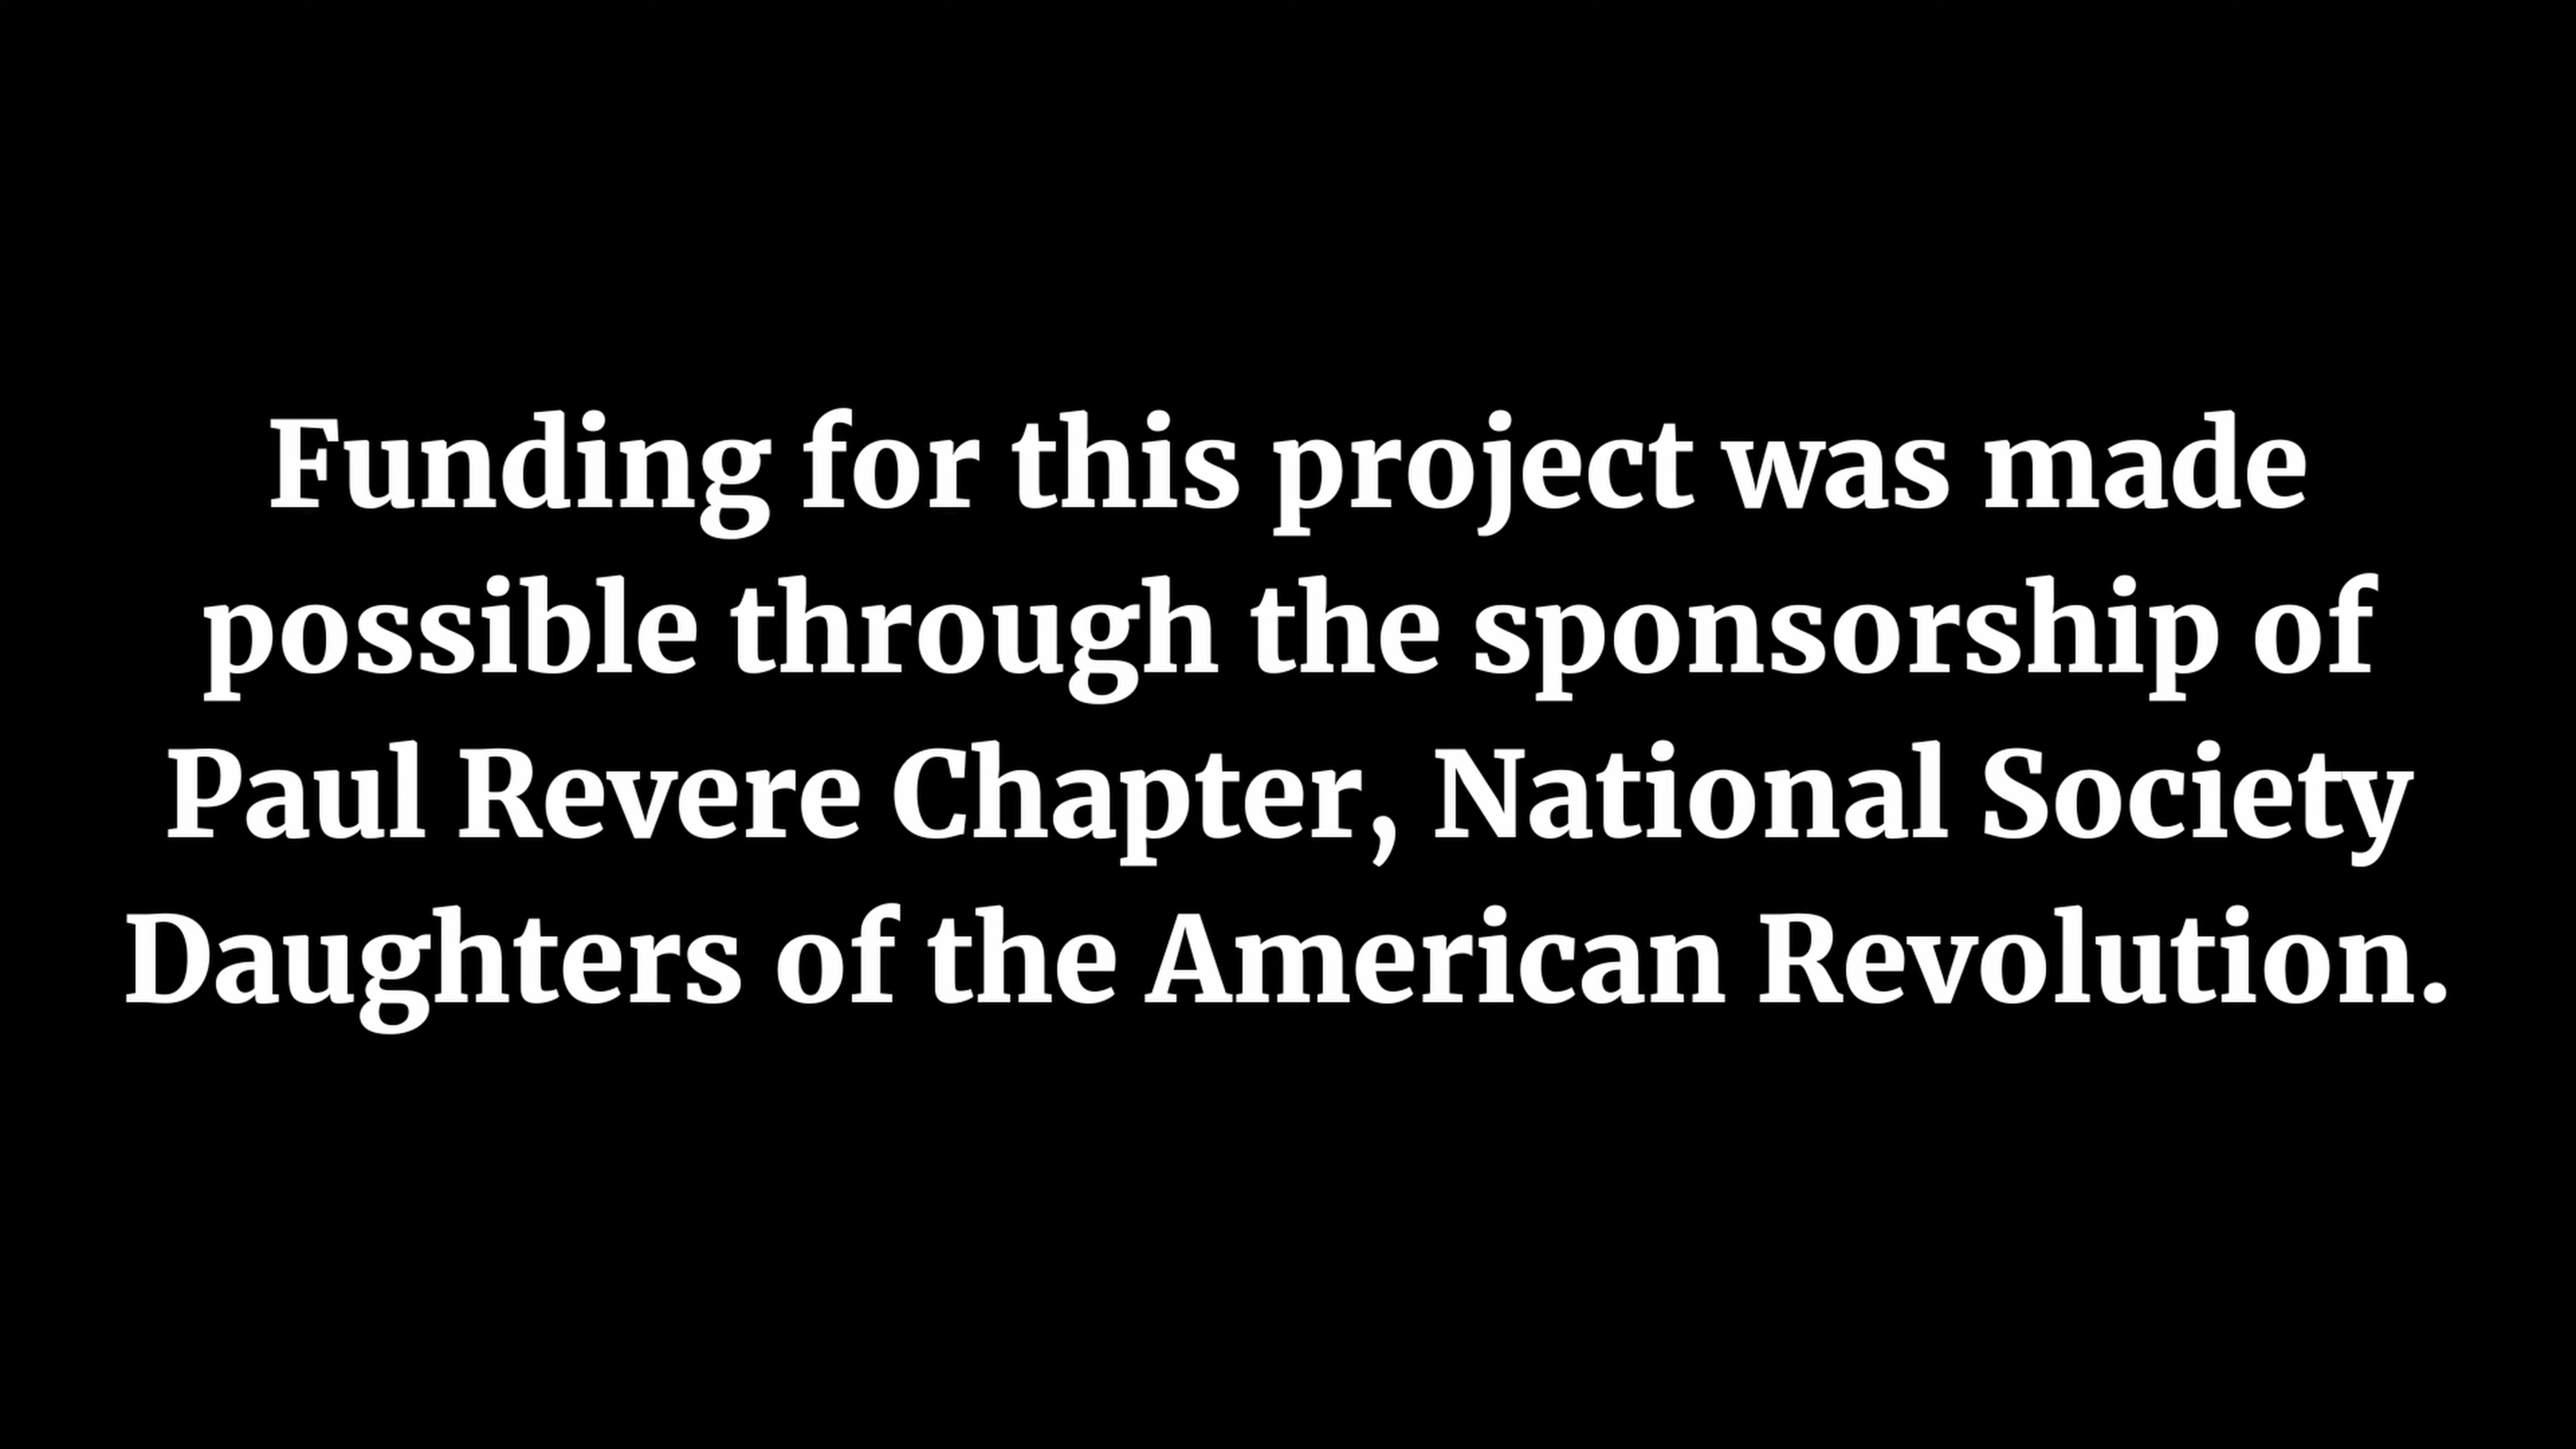 Funding for this project was made
possible through the sponsorship of
Paul Revere Chapter, National Society
Daughters of the American Revolution.